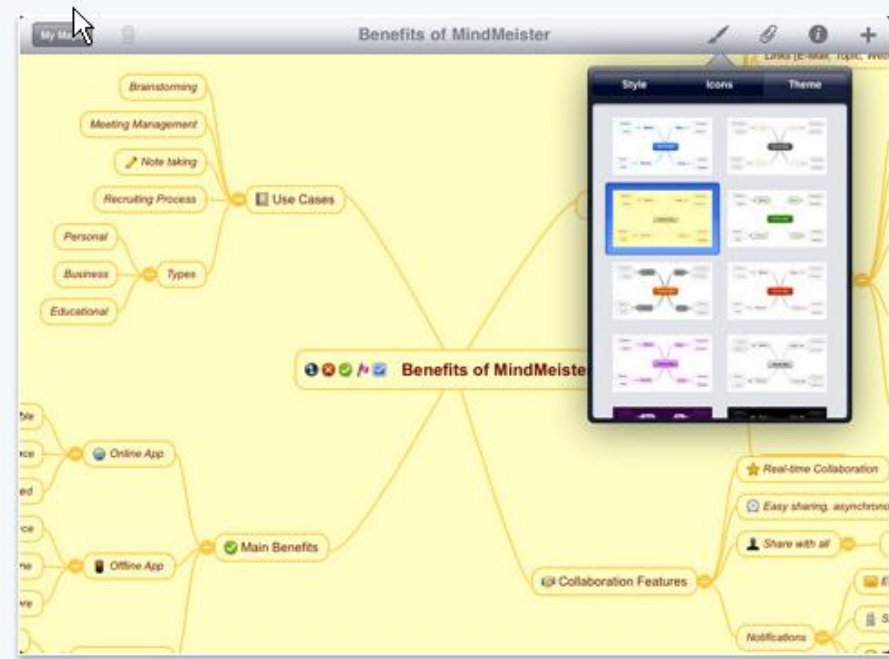 My M
Benefits of MindMeister
Links (E-Mail, Topic, Web
Style Icons Theme
Brainstorming
Meeting Management
Note taking
Recruiting Process
Use Cases
Personal
Business
Types
Educational
Benefits of MindMeiste
Online App
Main Benefits
Offline App
Real-time Collaboration
Easy sharing, asynchrono
Share with all
Collaboration Features
Notifications